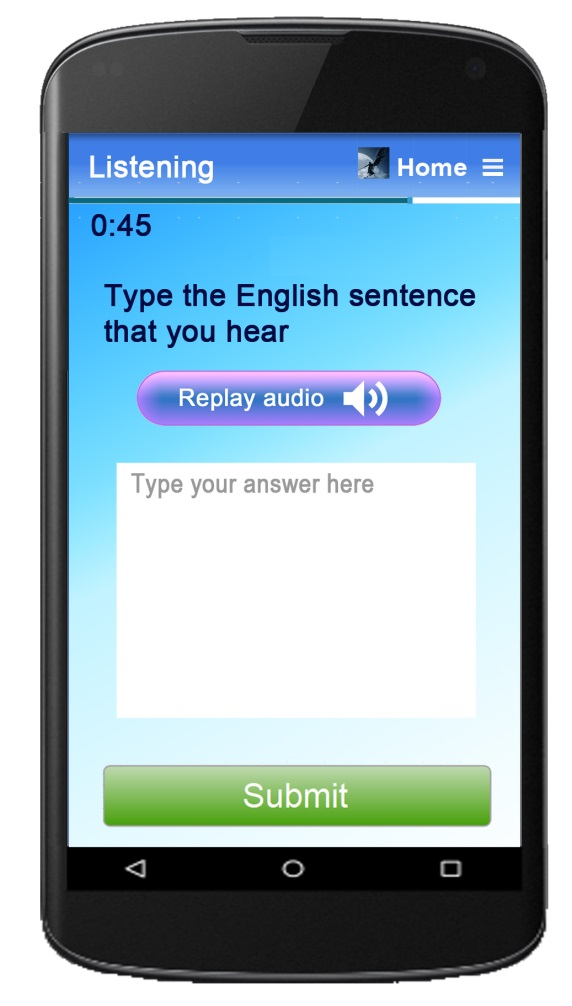 Listening Home
0:45
Type the English sentence
that you hear
Replay audio
Type your answer here
Submit